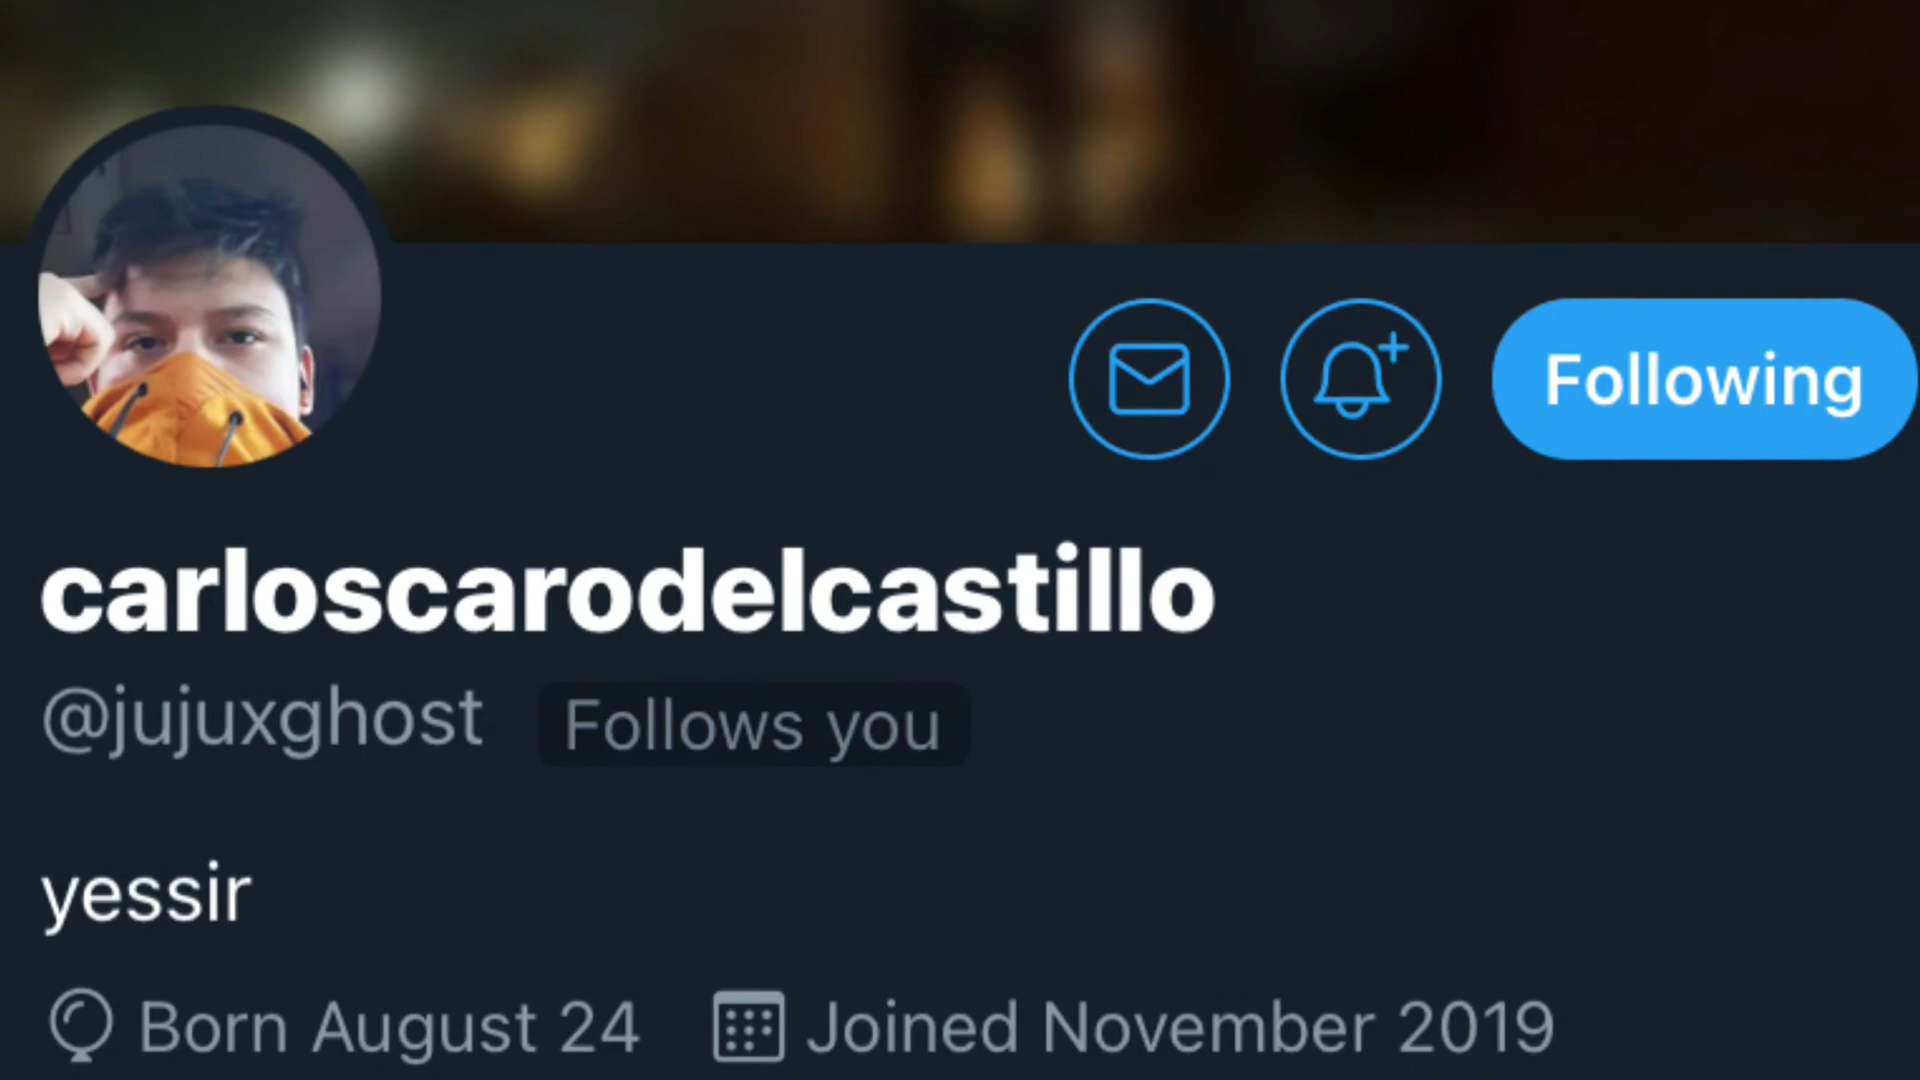 Following
carloscarodelcastillo
@jujuxghost Follows you
yessir
Born August 24 Joined November 2019